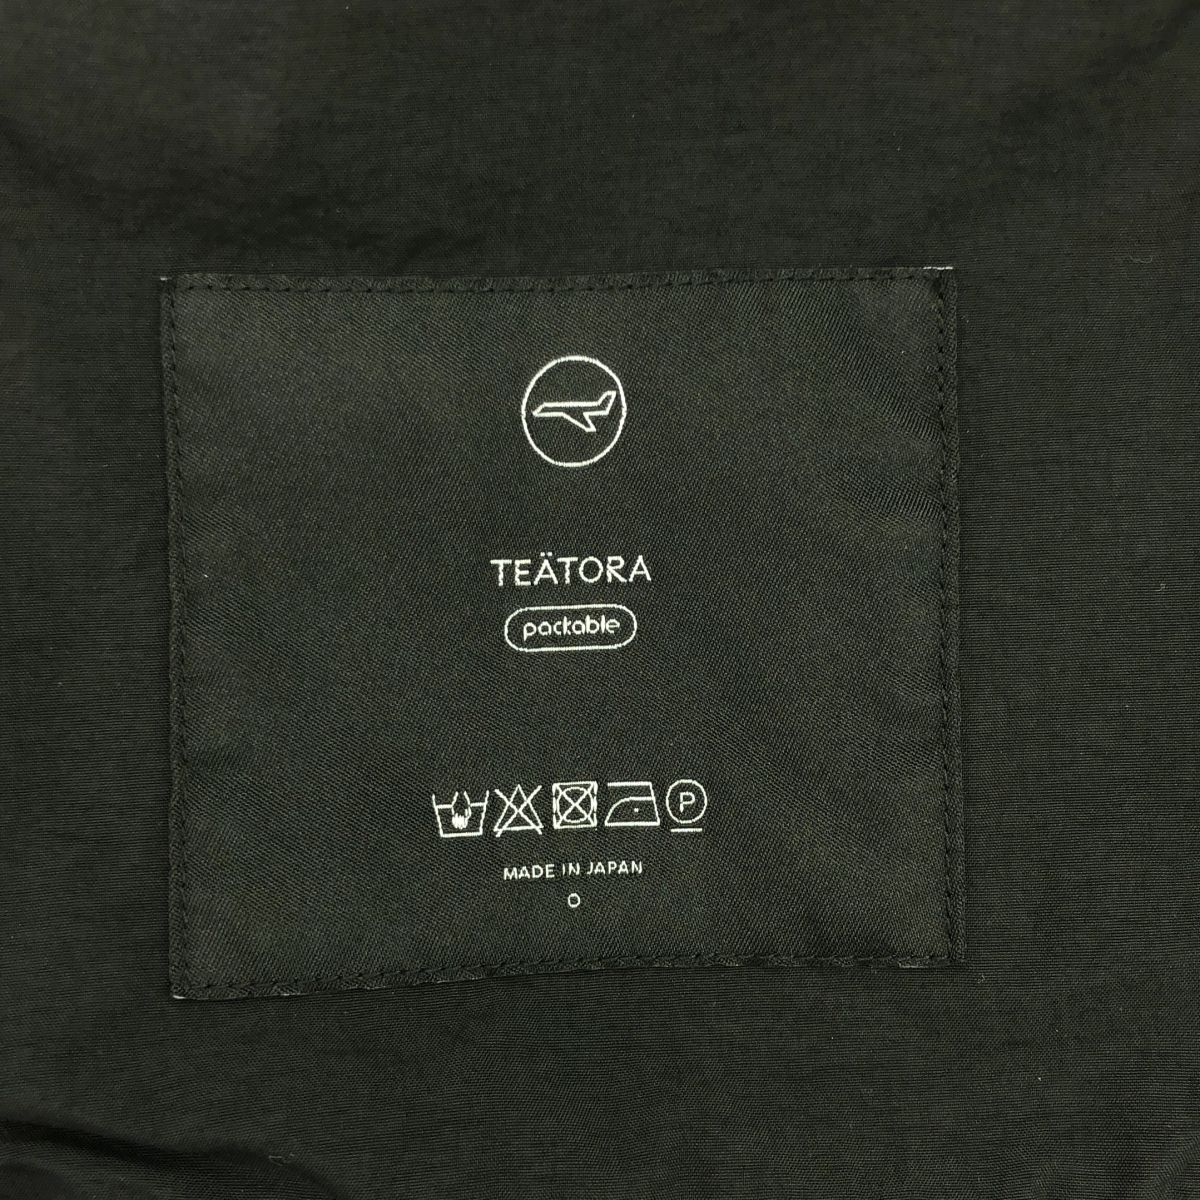 TEÄTORA
packable
P
MADE IN JAPAN
0